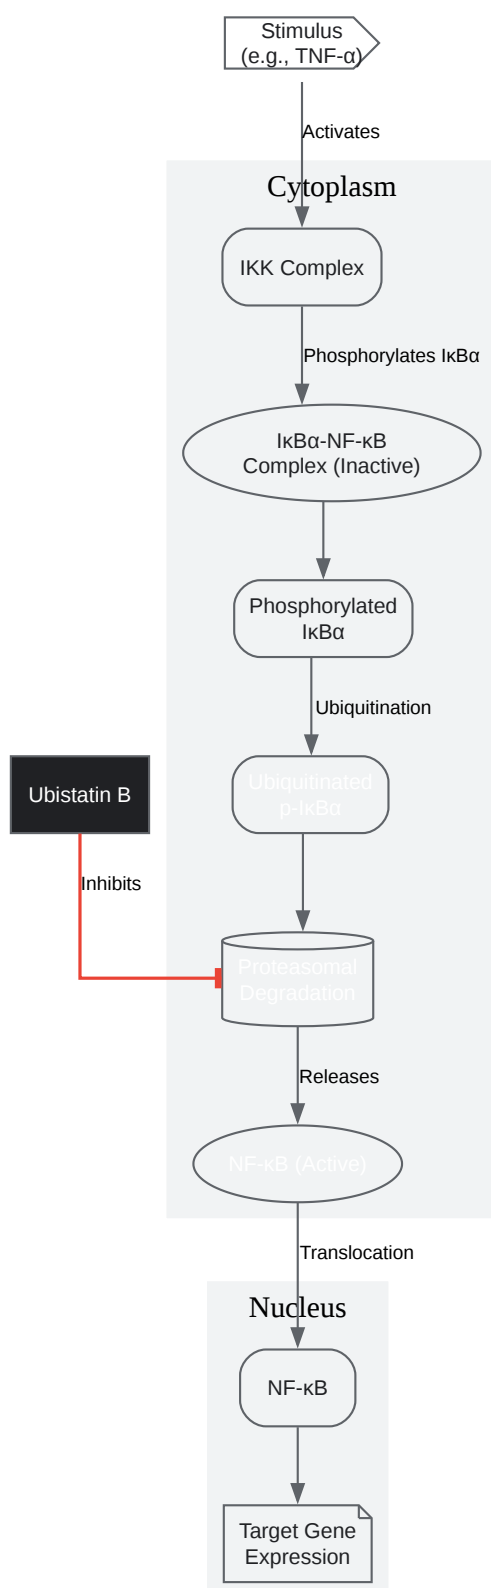 Stimulus
(e.g., TNF-α)
Activates
Cytoplasm
IKK Complex
Phosphorylates IκBα
IκBα-NF-κB
Complex (Inactive)
Phosphorylated
IκBα
Ubiquitination
Ubiquitinated
p-IκBα
Ubistatin B
Inhibits
Proteasomal
Degradation
Releases
NF-κB (Active)
Translocation
Nucleus
NF-κB
Target Gene
Expression